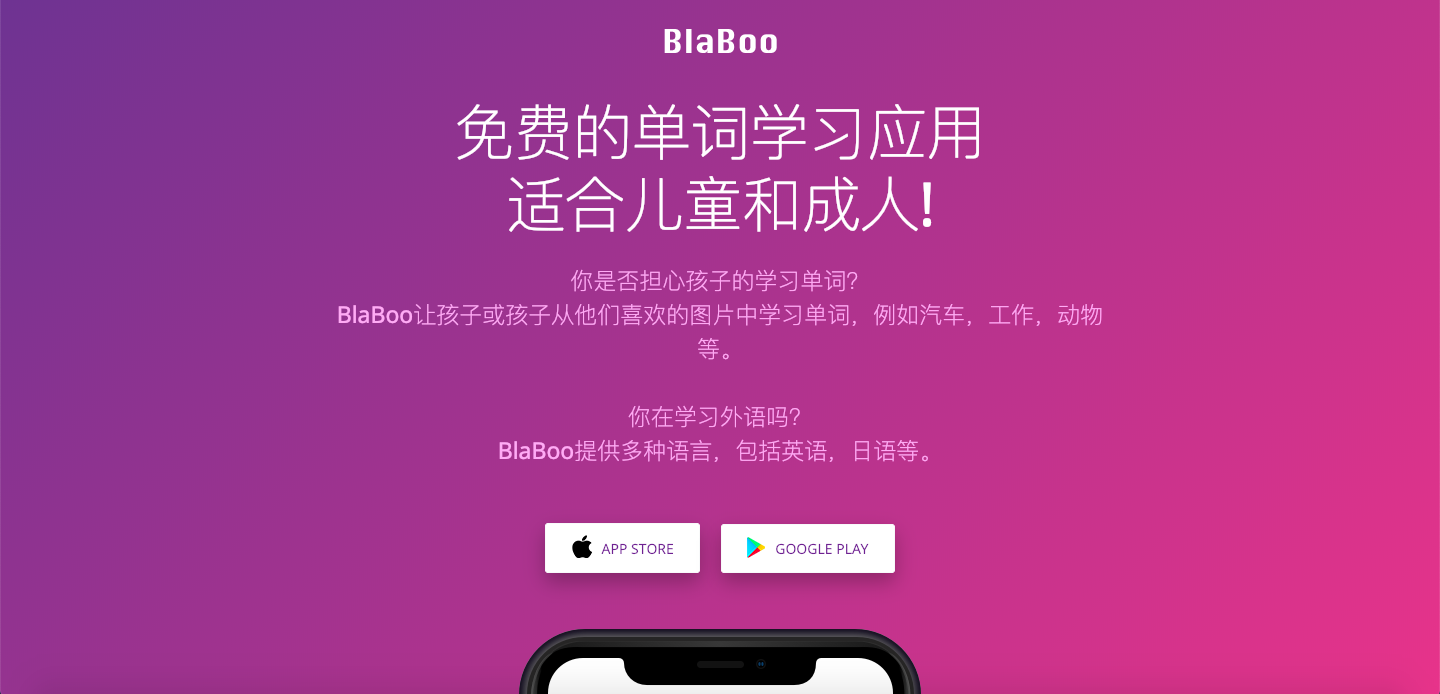 BlaBoo
免费的单词学习应用
适合儿童和成人!
你是否担心孩子的学习单词?
BlaBoo让孩子或孩子从他们喜欢的图片中学习单词，例如汽车，工作，动物
等。
你在学习外语吗?
BlaBoo提供多种语言，包括英语，日语等。
APP STORE
GOOGLE PLAY